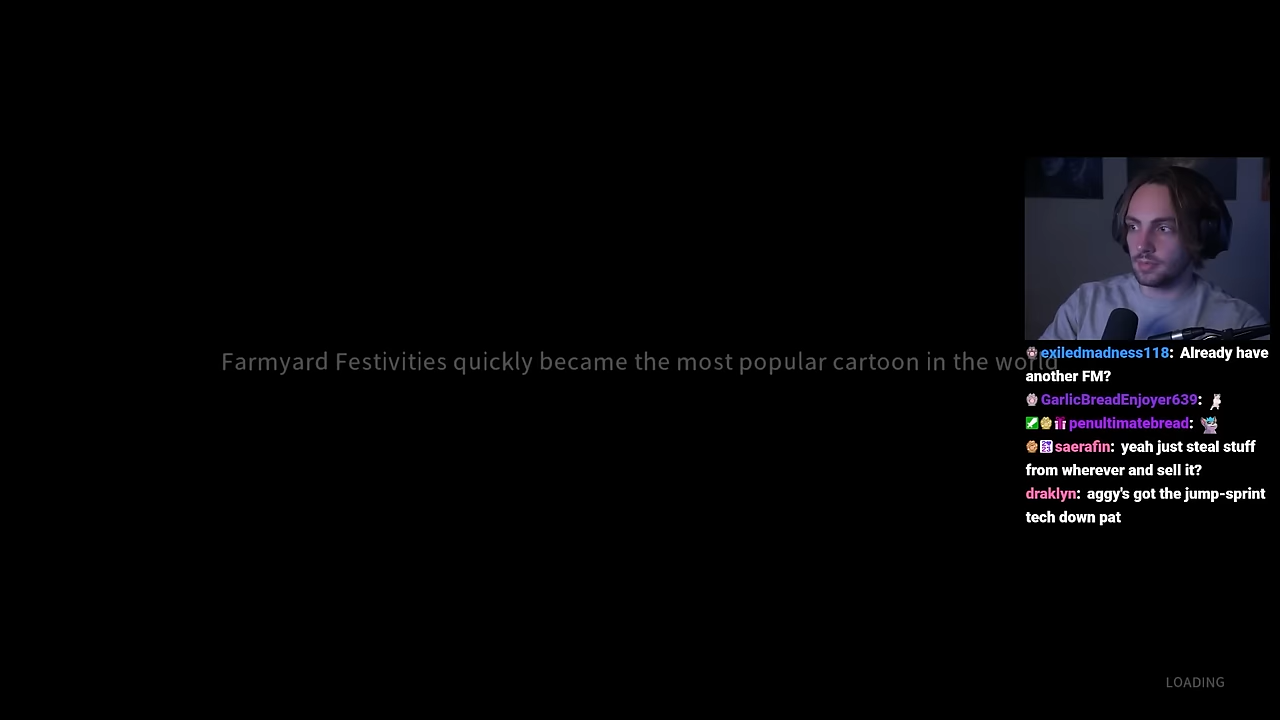 Farmyard Festivities quickly became the most popular cartoon in the world
exiledmadness118: Already have
another FM?
GarlicBreadEnjoyer639:
penultimatebread:
saerafin: yeah just steal stuff
from wherever and sell it?
draklyn: aggy's got the jump-sprint
tech down pat
LOADING